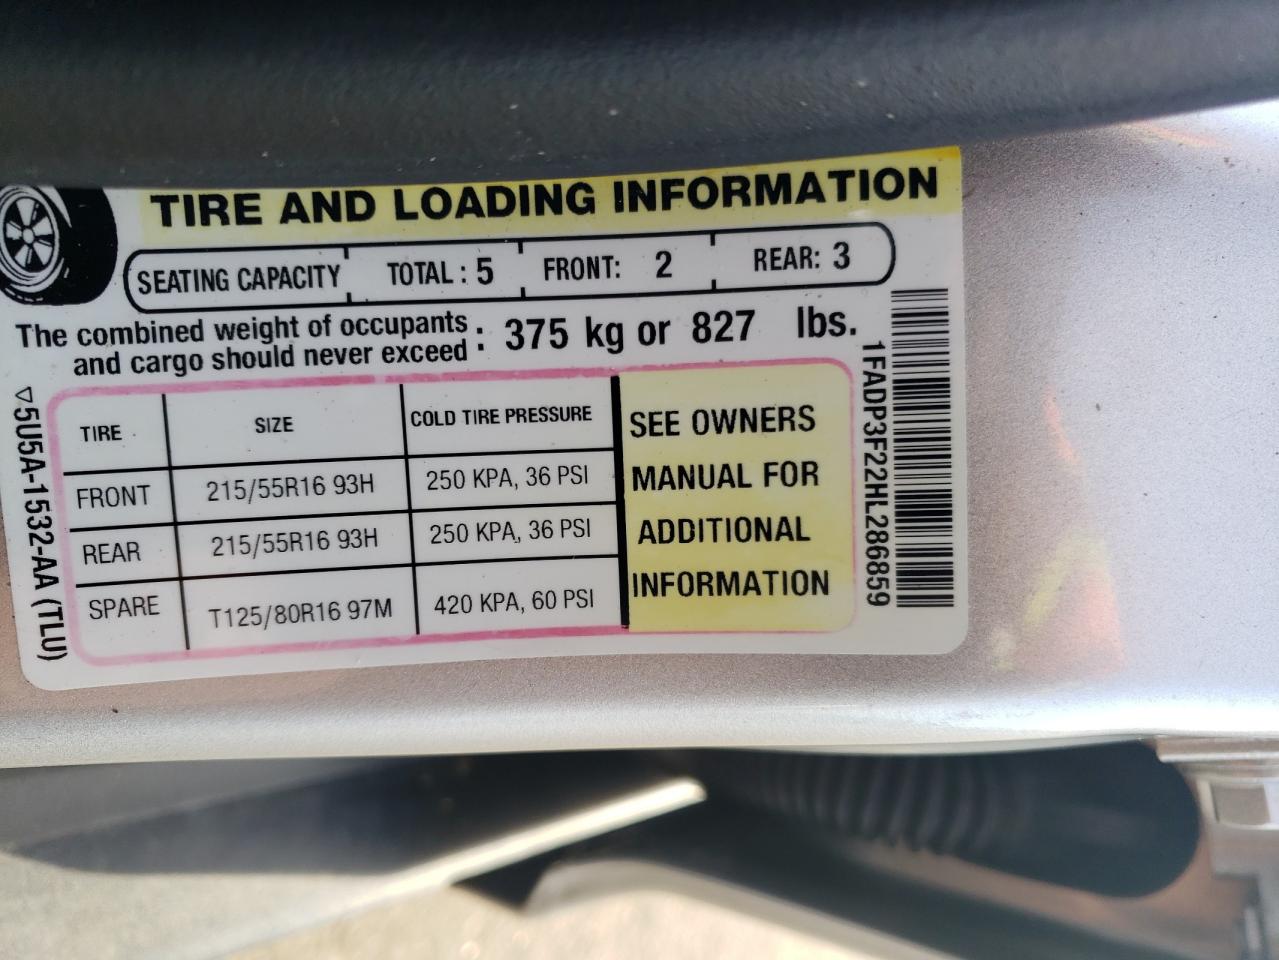 TIRE AND LOADING INFORMATION
SEATING CAPACITY TOTAL : 5 FRONT: 2 REAR: 3
The combined weight of occupants
and cargo should never exceed : 375 kg or 827 lbs.
TIRE SIZE COLD TIRE PRESSURE
FRONT 215/55R16 93H 250 KPA, 36 PSI
REAR 215/55R16 93H 250 KPA, 36 PSI
SPARE T125/80R16 97M 420 KPA, 60 PSI
SEE OWNERS
MANUAL FOR
ADDITIONAL
INFORMATION
▽5U5A-1532-AA (TLU)
1FADP3F22HL286859